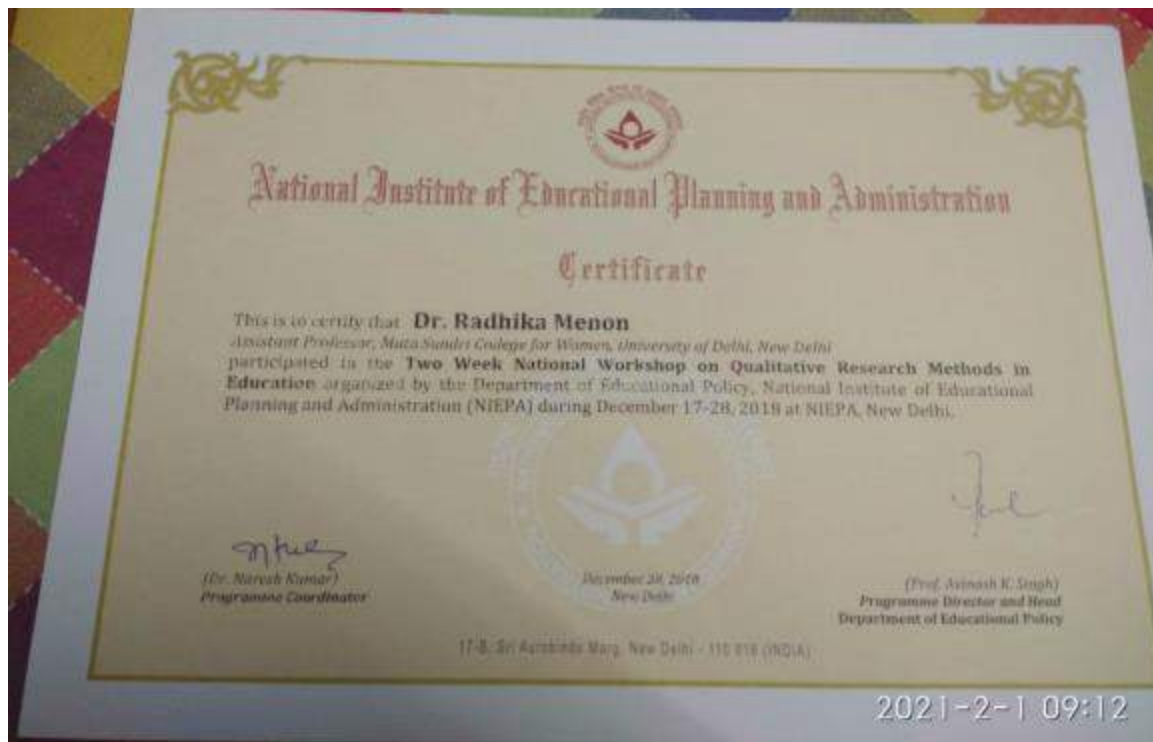 National Institute of Educational Planning and Administration
Certificate
This is to certify that Dr. Radhika Menon
Assistant Professor, Mata Sundri College for Women, University of Delhi, New Delhi
participated in the Two Week National Workshop on Qualitative Research Methods in
Education organized by the Department of Educational Policy, National Institute of Educational
Planning and Administration (NIEPA) during December 17-28, 2018 at NIEPA, New Delhi.
(Dr. Naresh Kumar)
Programme Coordinator
December 28, 2018
New Delhi
(Prof. Avinash K. Singh)
Programme Director and Head
Department of Educational Policy
17-B, Sri Aurobindo Marg, New Delhi - 110 016 (INDIA)
2021-2-1 09:12